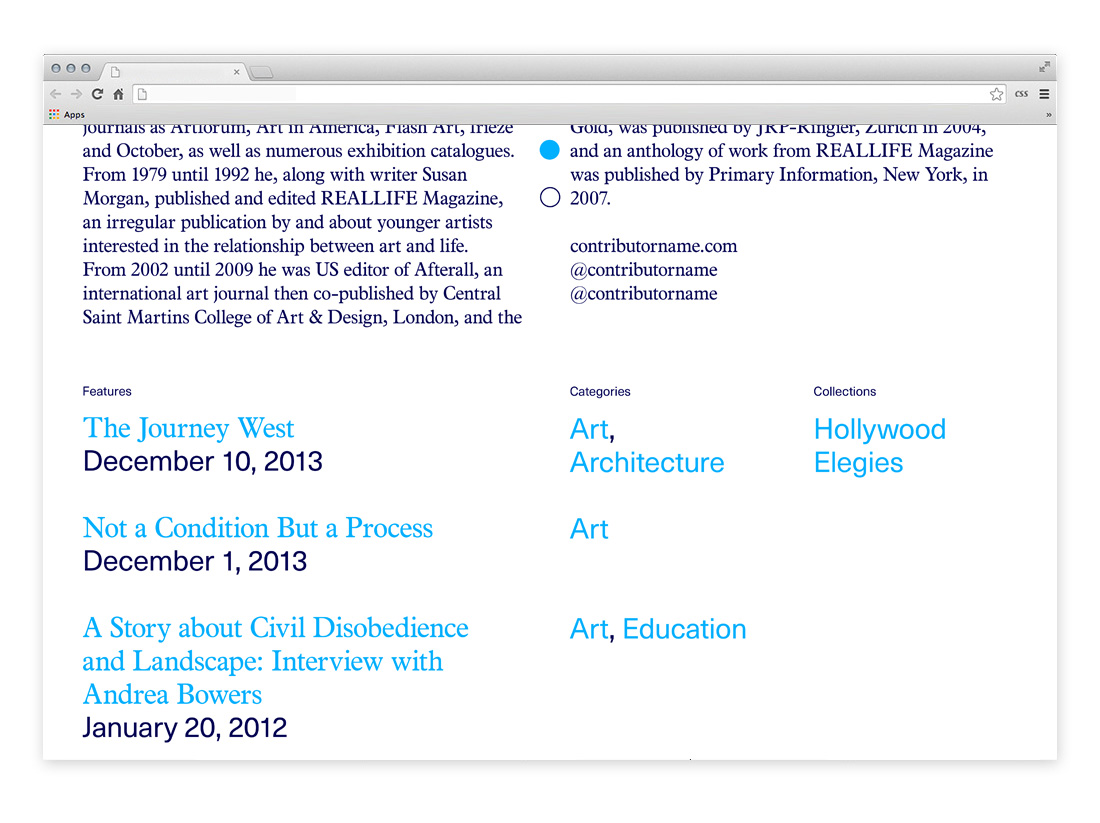 CSS
Apps
journals as Artforum, Art in America, Flash Art, frieze
and October, as well as numerous exhibition catalogues.
From 1979 until 1992 he, along with writer Susan
Morgan, published and edited REALLIFE Magazine,
an irregular publication by and about younger artists
interested in the relationship between art and life.
From 2002 until 2009 he was US editor of Afterall, an
international art journal then co-published by Central
Saint Martins College of Art & Design, London, and the
Gold, was published by JRP-Ringier, Zurich in 2004,
and an anthology of work from REALLIFE Magazine
was published by Primary Information, New York, in
2007.
contributorname.com
@contributorname
@contributorname
Features
Categories
Collections
The Journey West
December 10, 2013
Art,
Architecture
Hollywood
Elegies
Not a Condition But a Process
December 1, 2013
Art
A Story about Civil Disobedience
and Landscape: Interview with
Andrea Bowers
January 20, 2012
Art, Education